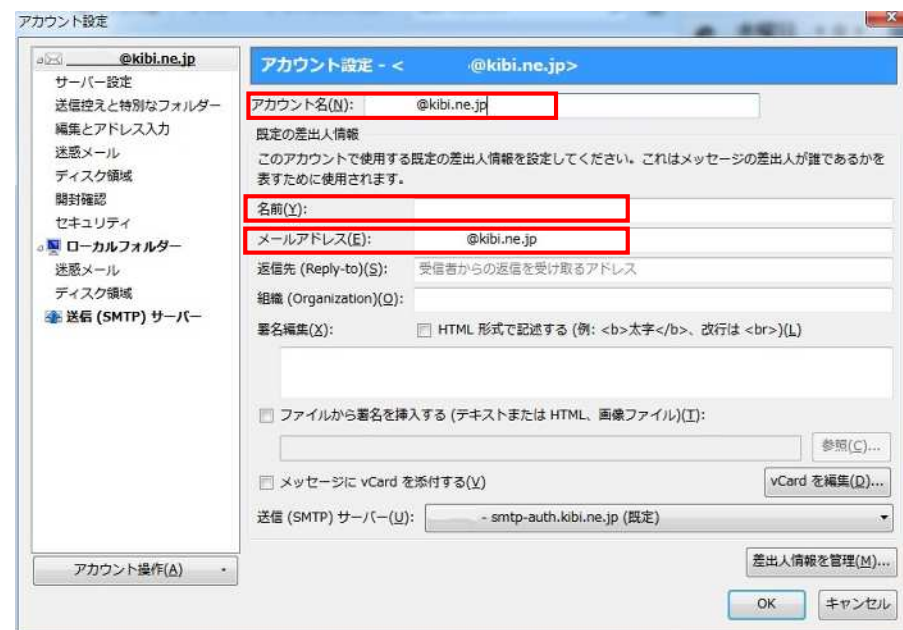 アカウント設定
@kibi.ne.jp
サーバー設定
送信控えと特別なフォルダー
編集とアドレス入力
迷惑メール
ディスク領域
開封確認
セキュリティ
ローカルフォルダー
迷惑メール
ディスク領域
送信 (SMTP) サーバー
アカウント操作(A)
アカウント設定 - < @kibi.ne.jp>
アカウント名(N): @kibi.ne.jp
既定の差出人情報
このアカウントで使用する既定の差出人情報を設定してください。これはメッセージの差出人が誰であるかを
表すために使用されます。
名前(Y):
メールアドレス(E): @kibi.ne.jp
返信先 (Reply-to)(S): 受信者からの返信を受け取るアドレス
組織 (Organization)(O):
署名編集(X): HTML 形式で記述する (例: <b>太字</b>、改行は <br>)(L)
ファイルから署名を挿入する (テキストまたは HTML、画像ファイル)(T):
参照(C)...
メッセージに vCard を添付する(V) vCard を編集(D)...
送信 (SMTP) サーバー(U): - smtp-auth.kibi.ne.jp (既定)
差出人情報を管理(M)...
OK キャンセル